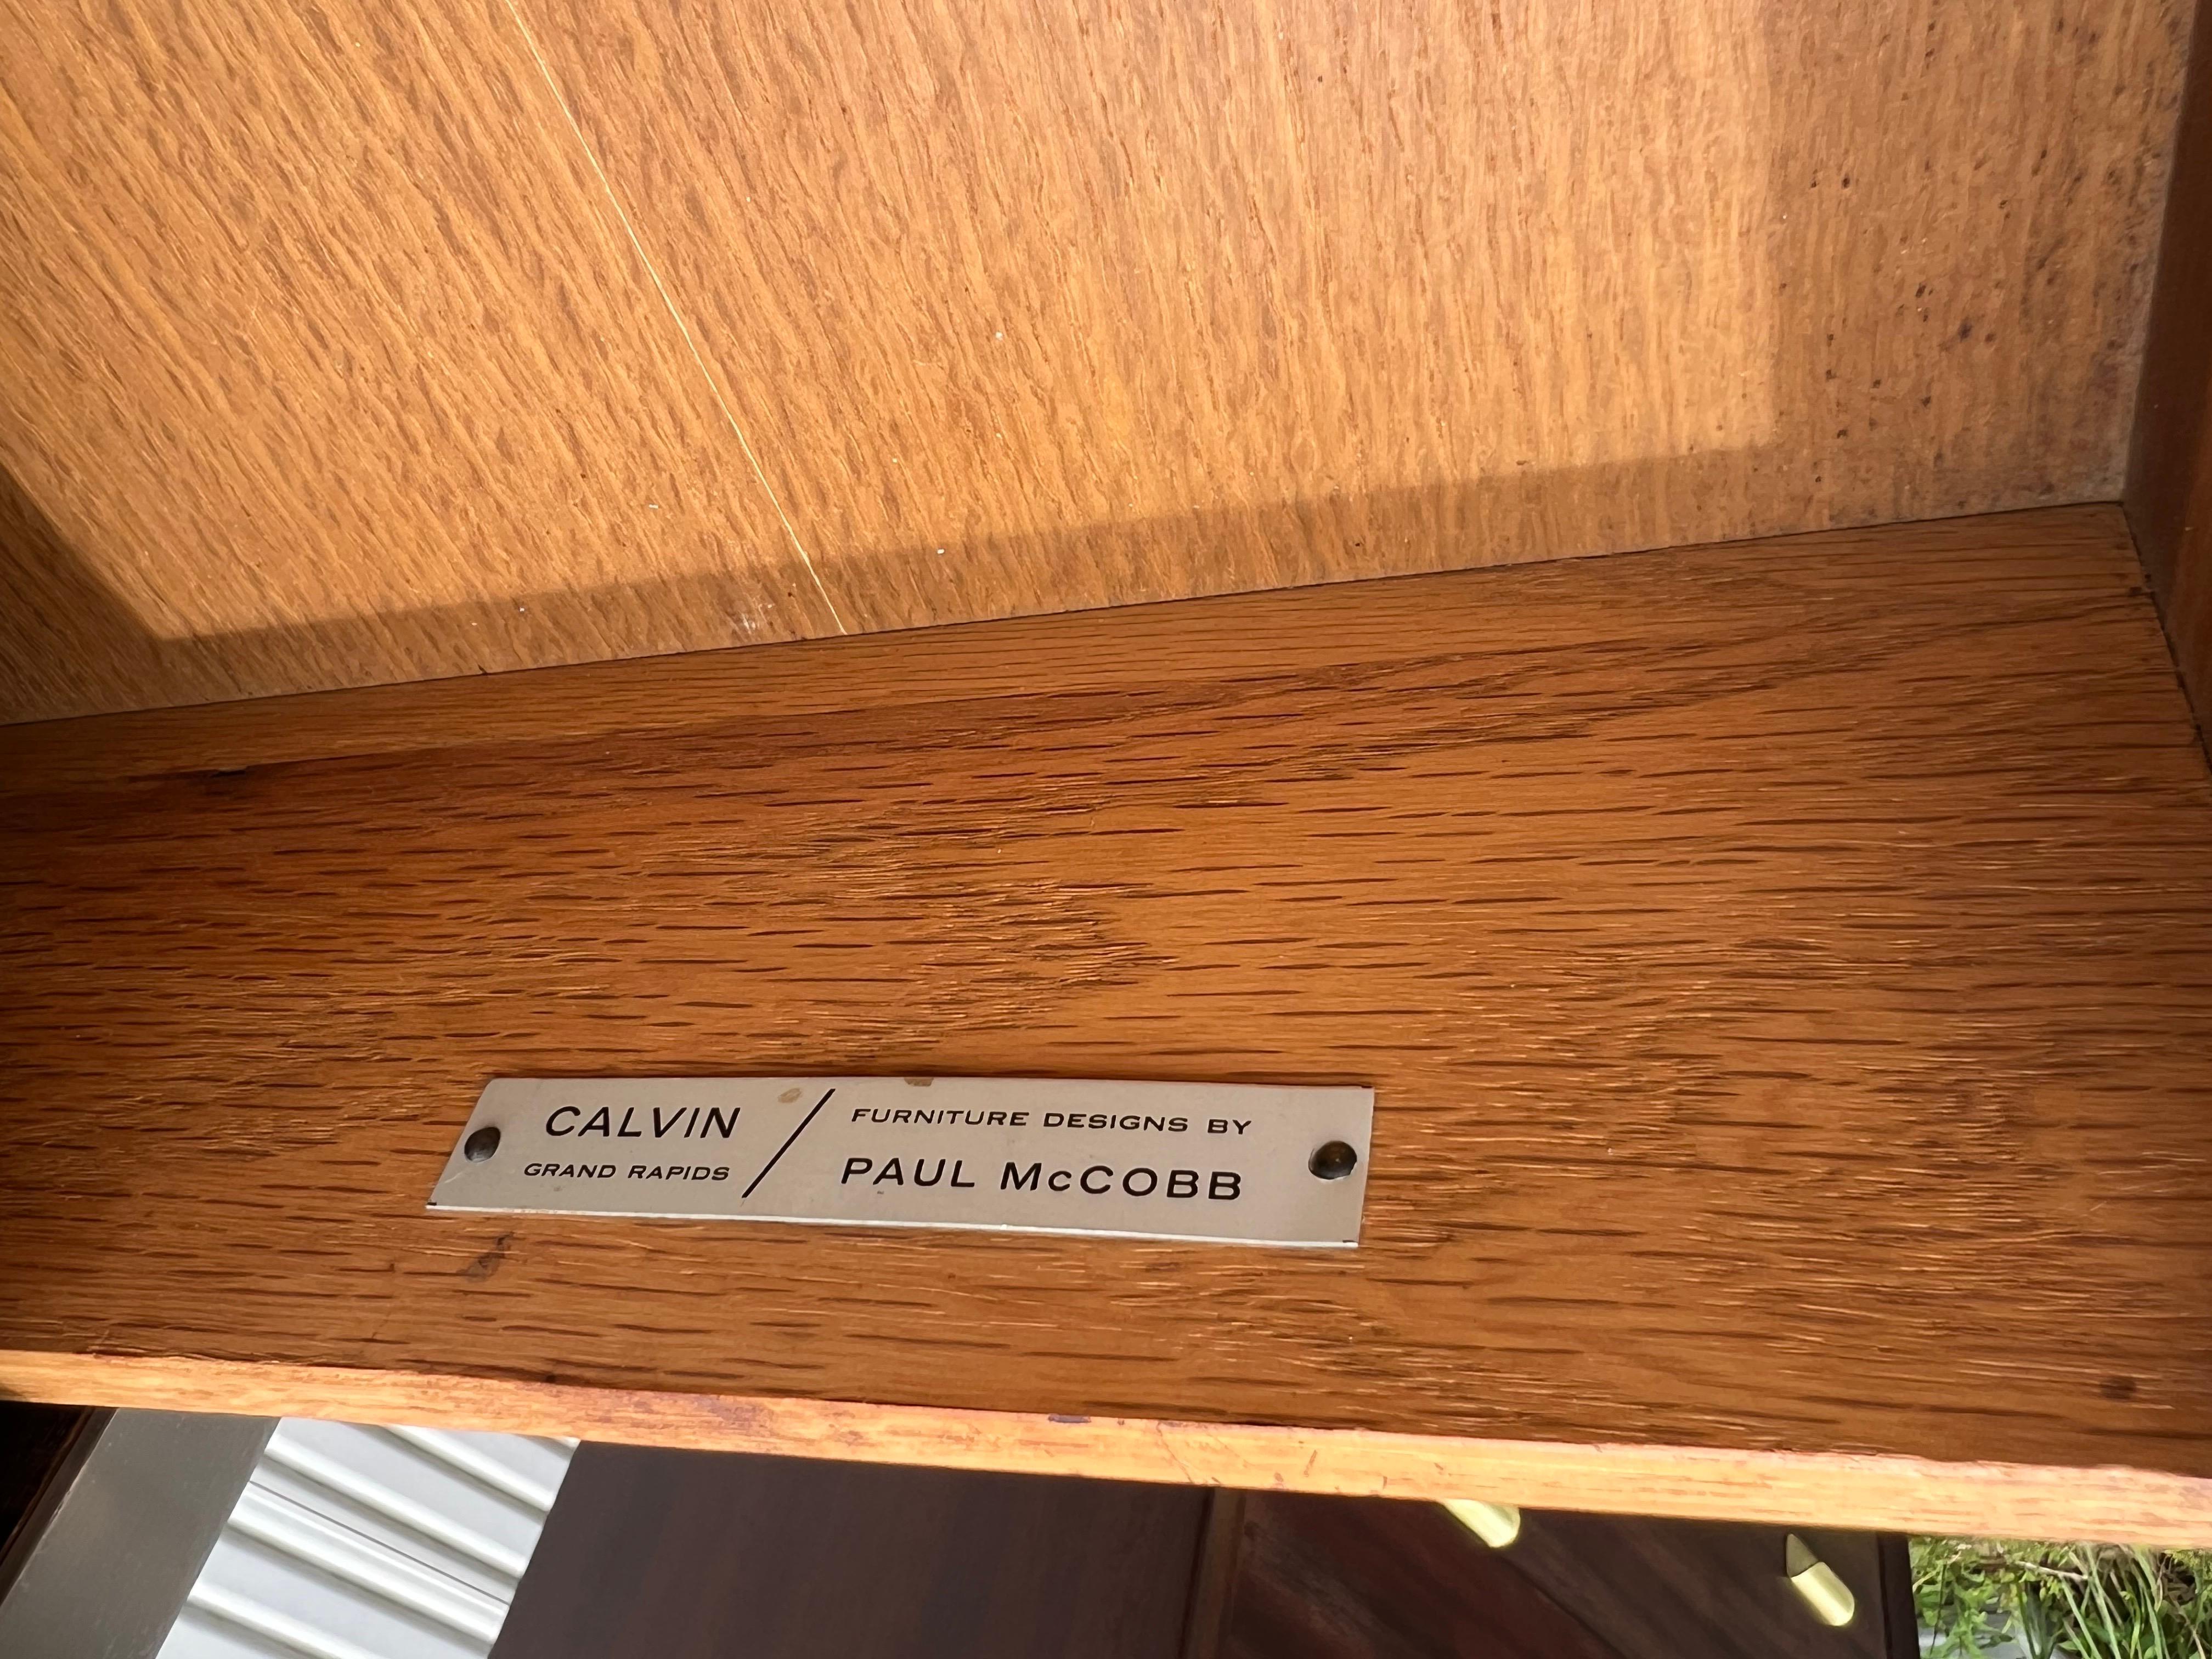 CALVIN
GRAND RAPIDS
FURNITURE DESIGNS BY
PAUL McCOBB